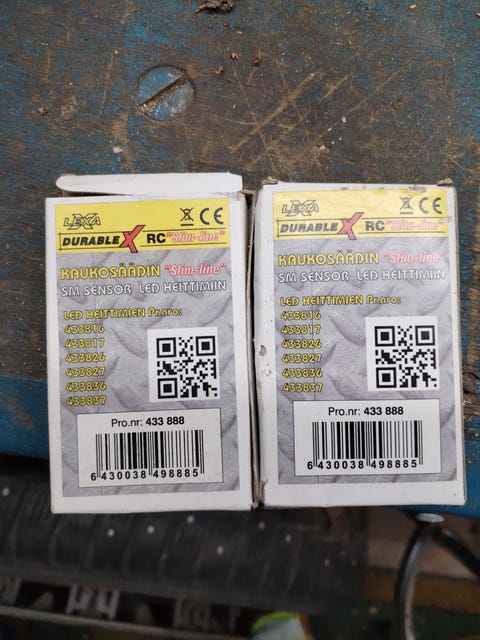 LEXA
CE
DURABLE X RC "Slim-line"
KAUKOSÄÄDIN "Slim-line"
SM SENSOR LED HEITTIMIIN
LED HEITTIMIEN Pr.nro:
433816
433817
433826
433827
433836
433837
Pro.nr: 433 888
6 430038 498885
LEXA
CE
DURABLE X RC "Slim-line"
KAUKOSÄÄDIN "Slim-line"
SM SENSOR LED HEITTIMIIN
LED HEITTIMIEN Pr.nro:
433816
433817
433826
433827
433836
433837
Pro.nr: 433 888
6 430038 498885